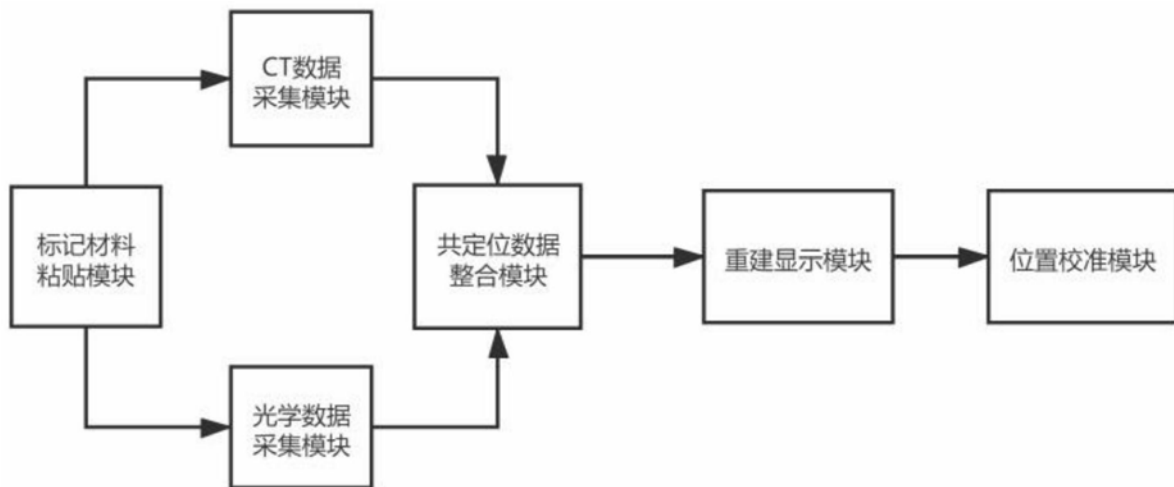 CT数据
采集模块
标记材料
粘贴模块
共定位数据
整合模块
重建显示模块
位置校准模块
光学数据
采集模块